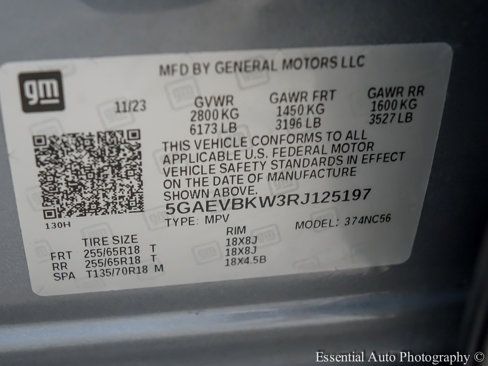 MFD BY GENERAL MOTORS LLC
gm
11/23 GVWR GAWR FRT GAWR RR
2800 KG 1450 KG 1600 KG
6173 LB 3196 LB 3527 LB
THIS VEHICLE CONFORMS TO ALL
APPLICABLE U.S. FEDERAL MOTOR
VEHICLE SAFETY STANDARDS IN EFFECT
ON THE DATE OF MANUFACTURE
SHOWN ABOVE.
5GAEVBKW3RJ125197
130H TYPE: MPV MODEL: 374NC56
TIRE SIZE RIM
FRT 255/65R18 T 18X8J
RR 255/65R18 T 18X8J
SPA T135/70R18 M 18X4.5B
Essential Auto Photography ©